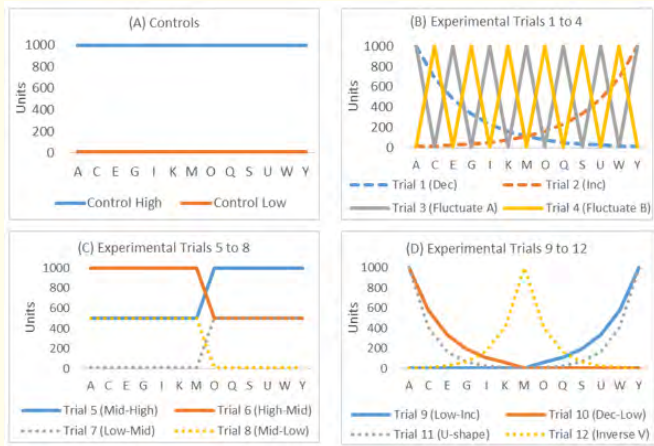 (A) Controls
Units
1000
800
600
400
200
0
A C E G I K M O Q S U W Y
Control High Control Low
(B) Experimental Trials 1 to 4
Units
1000
800
600
400
200
0
A C E G I K M O Q S U W Y
Trial 1 (Dec) Trial 2 (Inc)
Trial 3 (Fluctuate A) Trial 4 (Fluctuate B)
(C) Experimental Trials 5 to 8
Units
1000
800
600
400
200
0
A C E G I K M O Q S U W Y
Trial 5 (Mid-High) Trial 6 (High-Mid)
Trial 7 (Low-Mid) Trial 8 (Mid-Low)
(D) Experimental Trials 9 to 12
Units
1000
800
600
400
200
0
A C E G I K M O Q S U W Y
Trial 9 (Low-Inc) Trial 10 (Dec-Low)
Trial 11 (U-shape) Trial 12 (Inverse V)